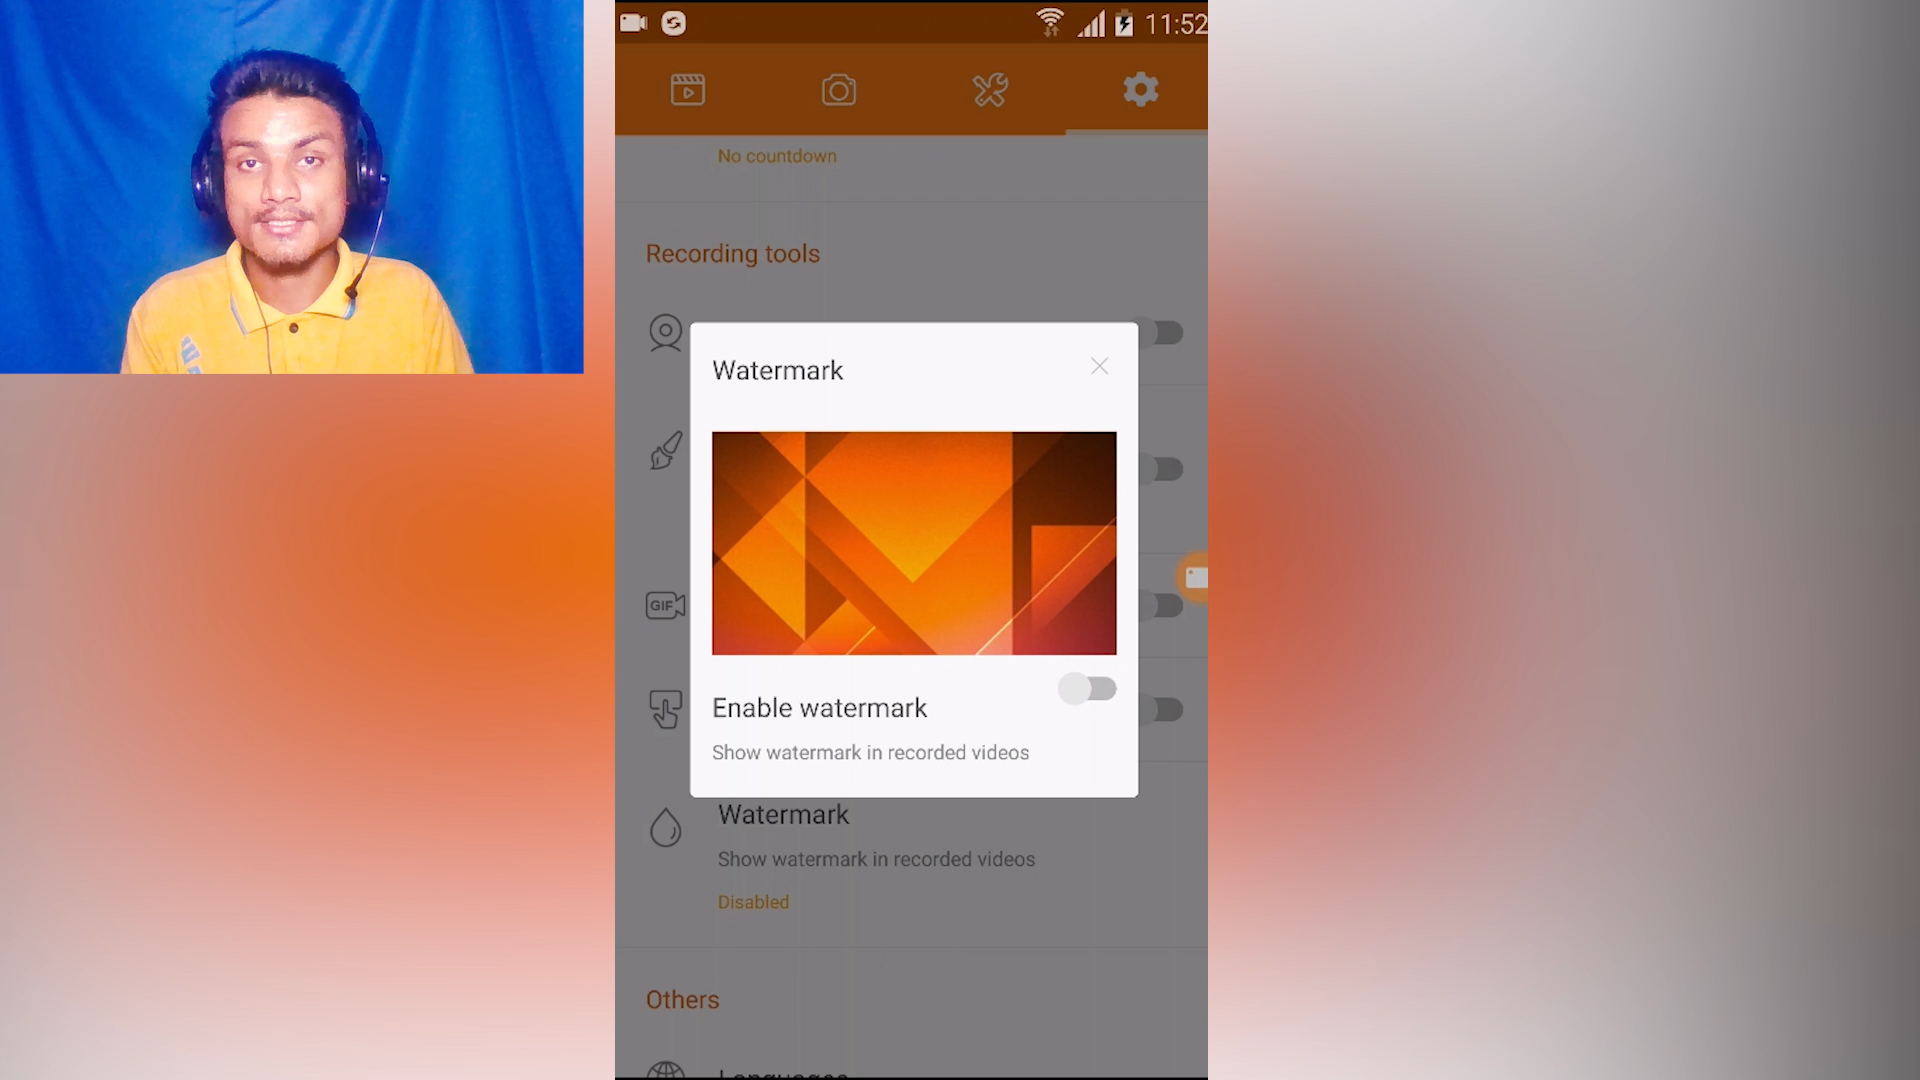 11:52
No countdown
Recording tools
Watermark
GIF
Enable watermark
Show watermark in recorded videos
Watermark
Show watermark in recorded videos
Disabled
Others
Languages